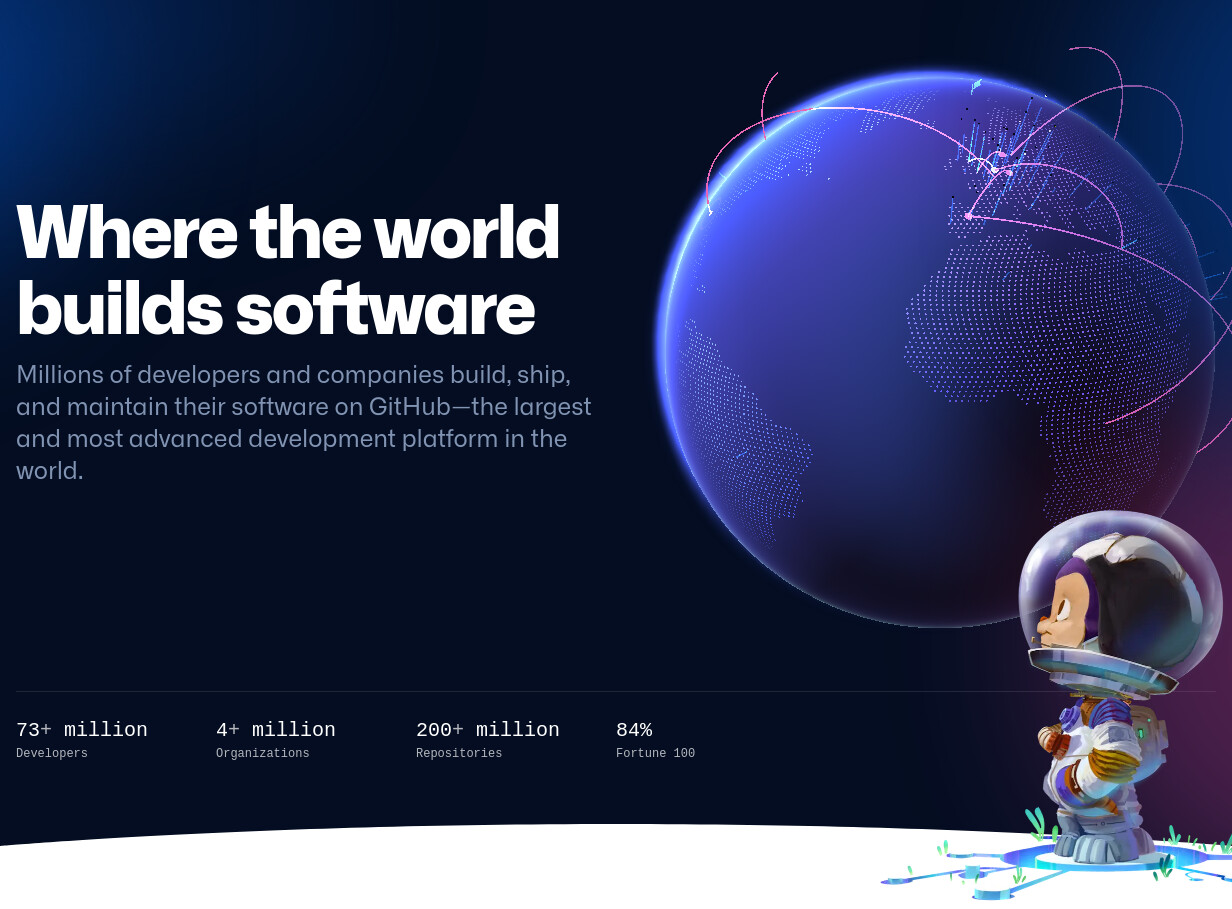 Where the world
builds software
Millions of developers and companies build, ship,
and maintain their software on GitHub—the largest
and most advanced development platform in the
world.
73+ million
Developers
4+ million
Organizations
200+ million
Repositories
84%
Fortune 100